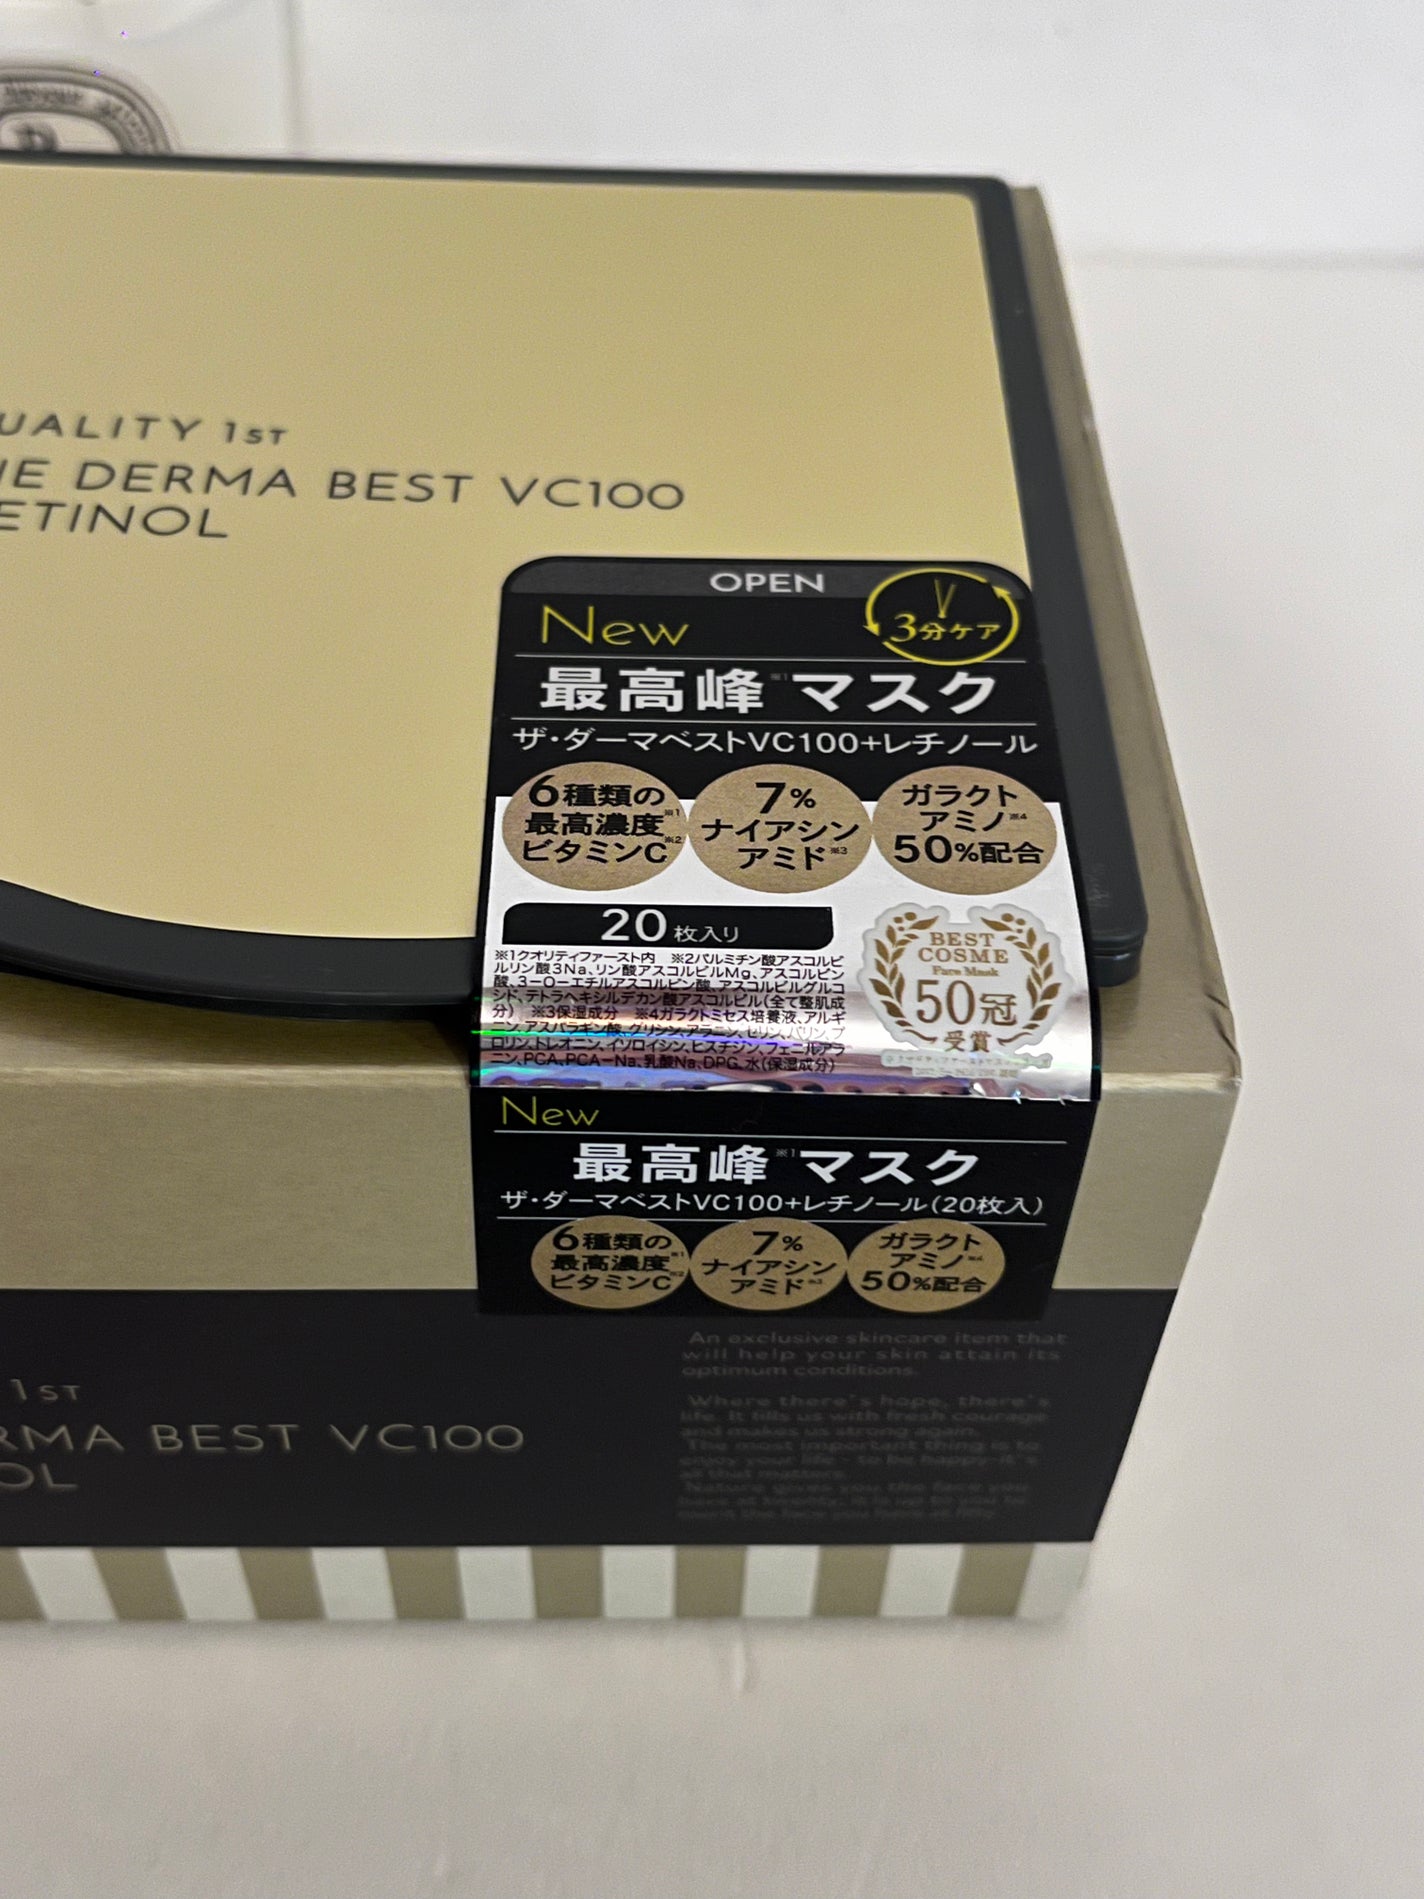 UALITY 1ST
HE DERMA BEST VC100
ETINOL
OPEN
New
3分ケア
最高峰※1マスク
ザ・ダーマベストVC100+レチノール
6種類の
最高濃度※1
ビタミンC※2
7%
ナイアシン
アミド※3
ガラクト
アミノ※4
50%配合
20枚入り
※1クオリティファースト内 ※2パルミチン酸アスコルビ
ルリン酸3Na、リン酸アスコルビルMg、アスコルビン
酸、3-O-エチルアスコルビン酸、アスコルビルグルコ
シド、テトラヘキシルデカン酸アスコルビル(全て整肌成
分) ※3保湿成分 ※4ガラクトミセス培養液、アルギ
ニン、アスパラギン酸、グリシン、アラニン、セリン、バリン、プ
ロリン、トレオニン、イソロイシン、ヒスチジン、フェニルアラ
ニン、PCA、PCA-Na、乳酸Na、DPG、水(保湿成分)
BEST
COSME
Face Mask
50冠
受賞
New
最高峰※1マスク
ザ・ダーマベストVC100+レチノール(20枚入)
6種類の
最高濃度※1
ビタミンC※2
7%
ナイアシン
アミド※3
ガラクト
アミノ※4
50%配合
1ST
RMA BEST VC100
OL
An exclusive skincare item that
will help your skin attain its
optimum conditions.
Where there's hope, there's
life. It fills us with fresh courage
and makes us strong again.
The most important thing is to
enjoy your life - to be happy-it's
all that matters.
Nature gives you the face you